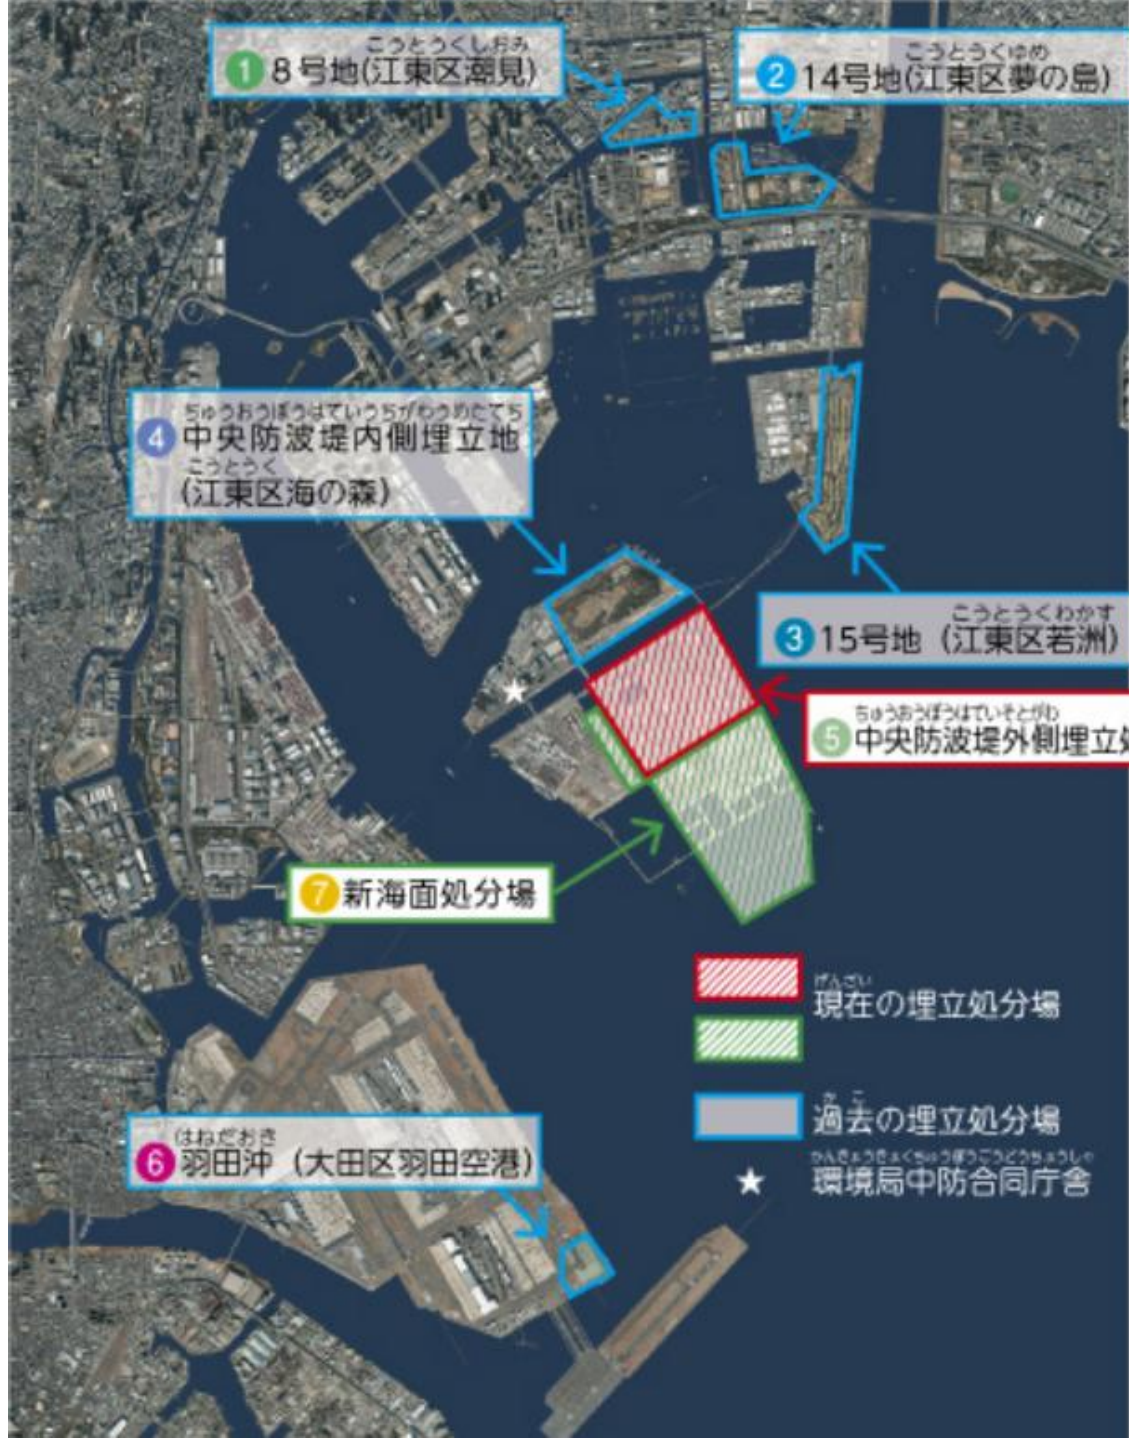 こうとうくしおみ
1 8号地(江東区潮見)
こうとうくゆめ
2 14号地(江東区夢の島)
ちゅうおうぼうはていうちがわうめたてち
4 中央防波堤内側埋立地
こうとうく
(江東区海の森)
こうとうくわかす
3 15号地 (江東区若洲)
ちゅうおうぼうはていそとがわ
5 中央防波堤外側埋立処
7 新海面処分場
げんざい
現在の埋立処分場
かこ
過去の埋立処分場
かんきょうきょくちゅうぼうごうどうちょうしゃ
環境局中防合同庁舎
はねだおき
6 羽田沖 (大田区羽田空港)